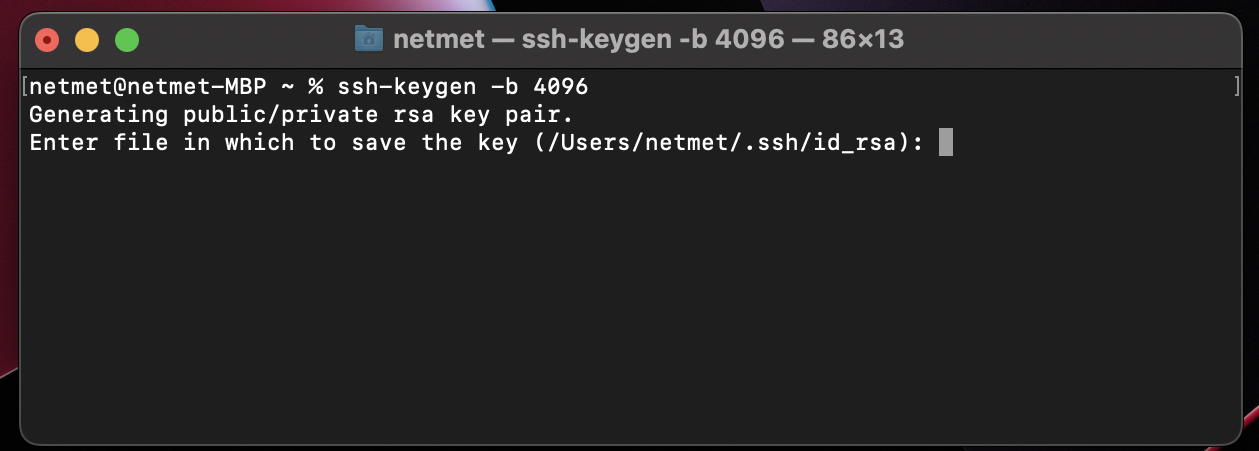 netmet — ssh-keygen -b 4096 — 86×13
[netmet@netmet-MBP ~ % ssh-keygen -b 4096 ]
Generating public/private rsa key pair.
Enter file in which to save the key (/Users/netmet/.ssh/id_rsa):